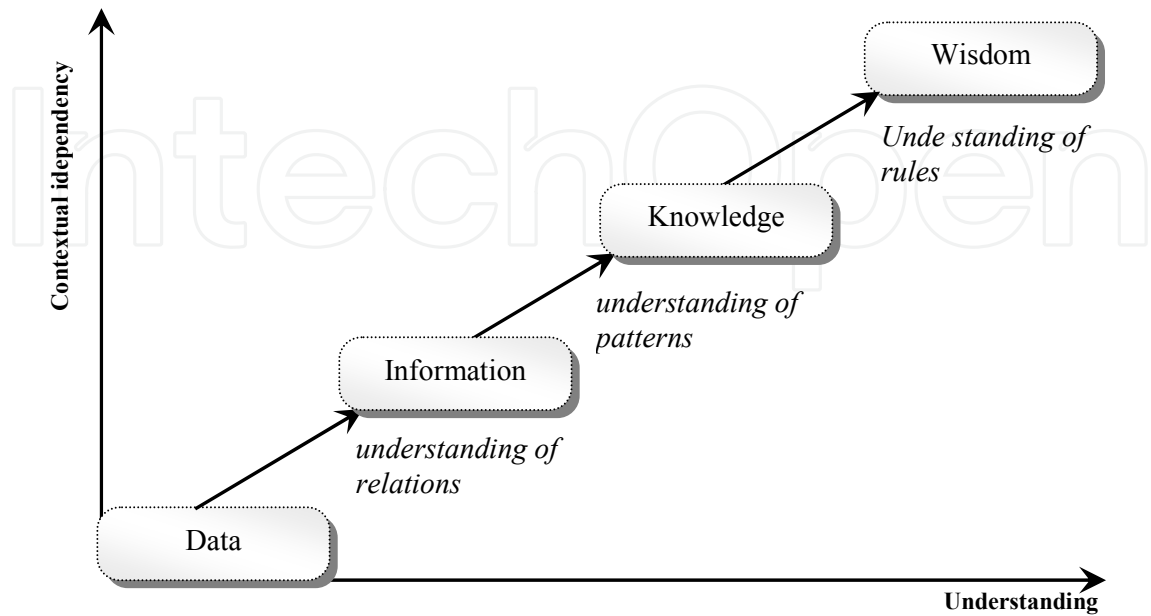 Wisdom
Contextual idependency
IntechOpen
Unde standing of
rules
Knowledge
understanding of
patterns
Information
understanding of
relations
Data
Understanding